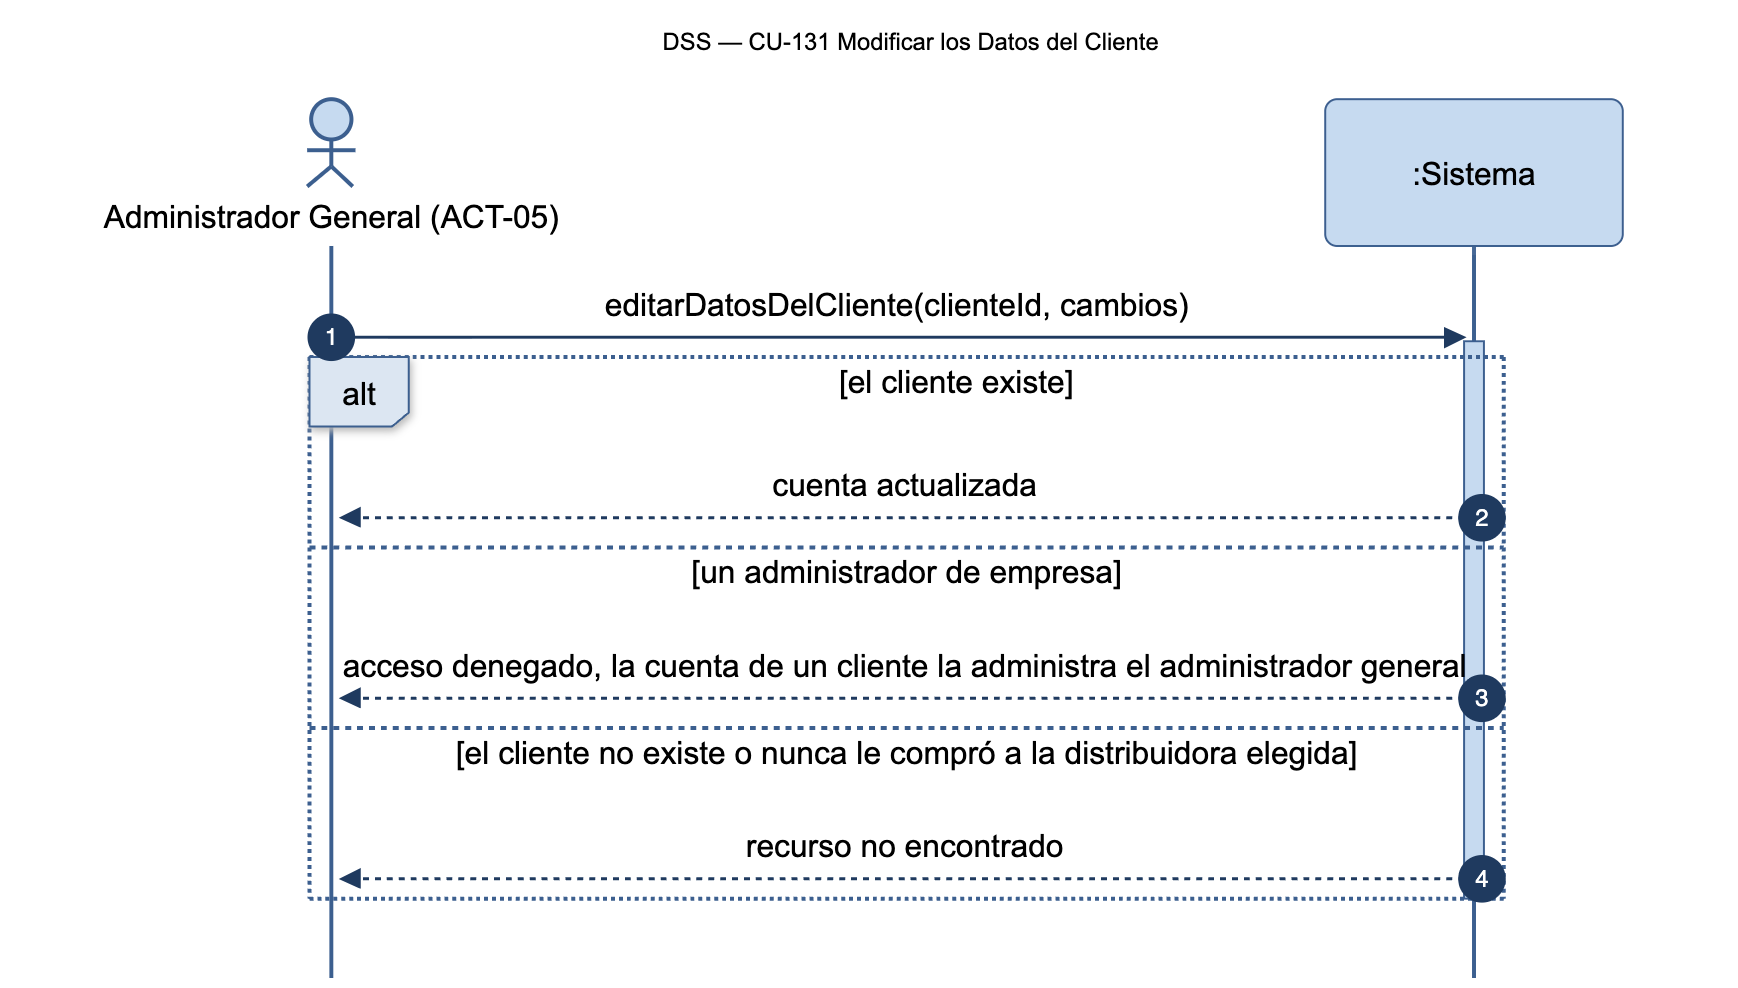 DSS — CU-131 Modificar los Datos del Cliente
Administrador General (ACT-05)
:Sistema
editarDatosDelCliente(clienteId, cambios)
1
alt
[el cliente existe]
cuenta actualizada
2
[un administrador de empresa]
acceso denegado, la cuenta de un cliente la administra el administrador general
3
[el cliente no existe o nunca le compró a la distribuidora elegida]
recurso no encontrado
4